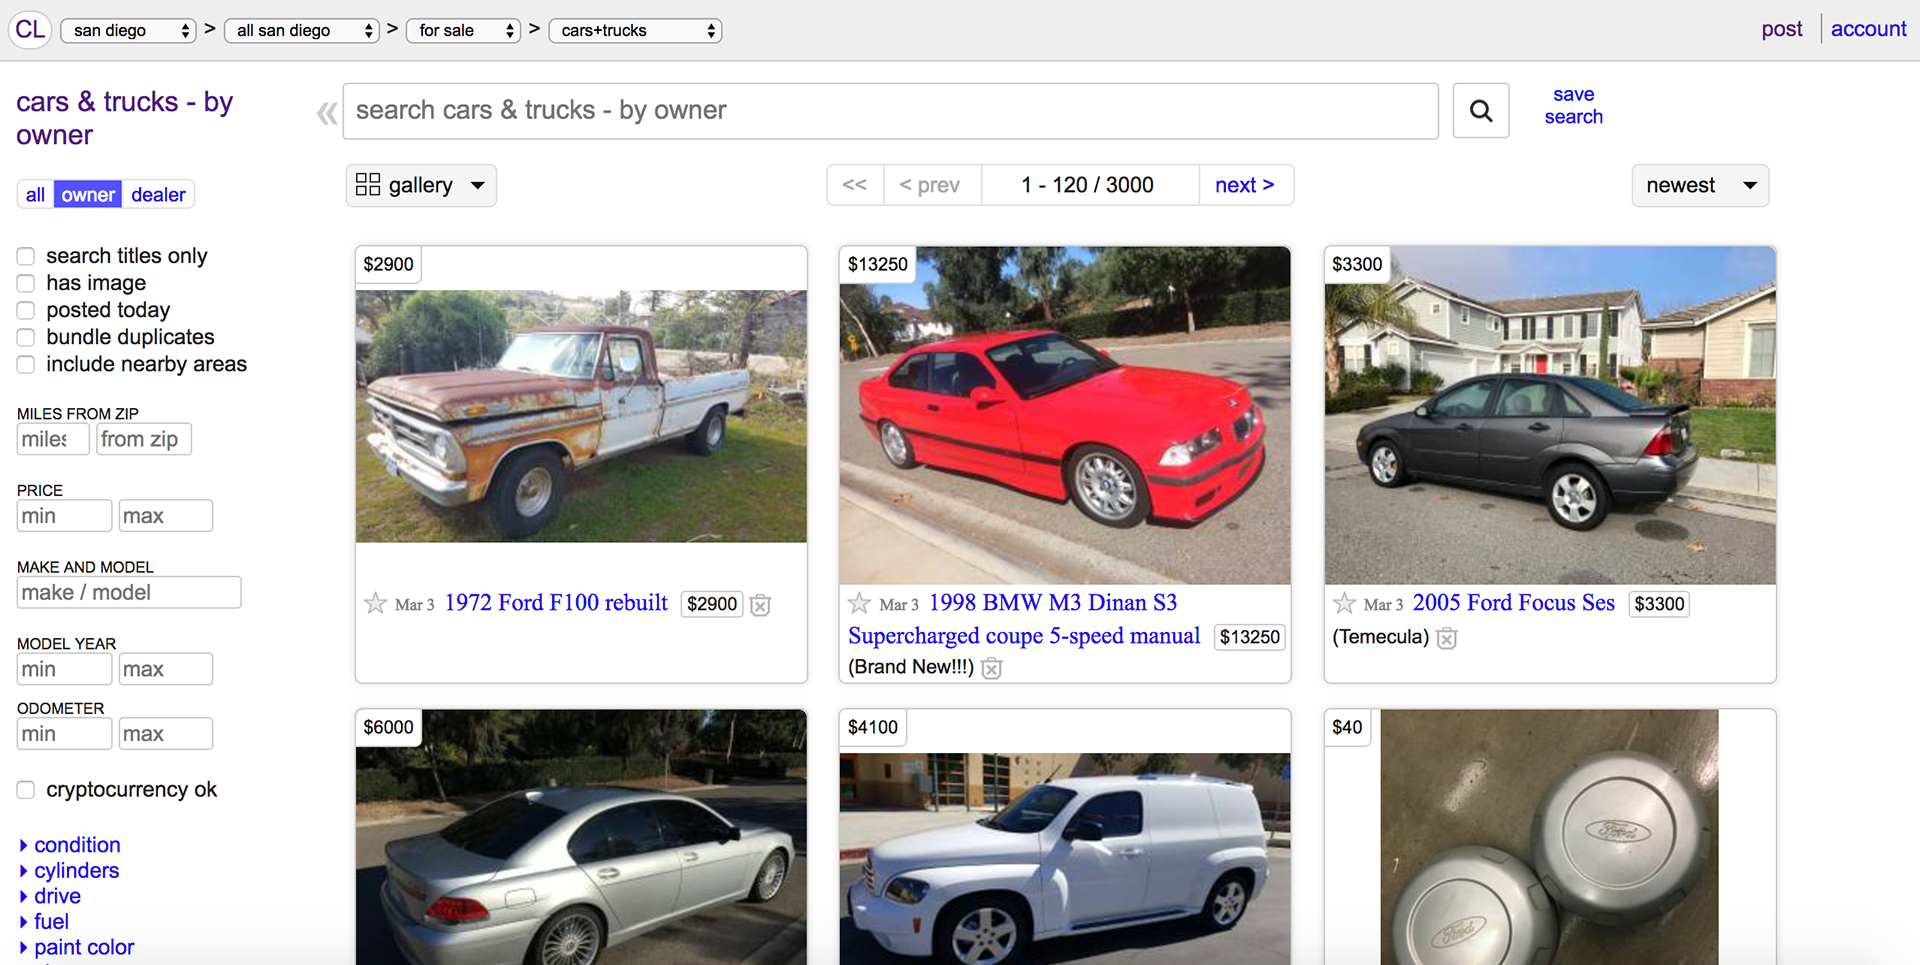 CL san diego > all san diego > for sale > cars+trucks post account
cars & trucks - by
owner
« search cars & trucks - by owner
save
search
all owner dealer
gallery << < prev 1 - 120 / 3000 next > newest
search titles only
has image
posted today
bundle duplicates
include nearby areas
MILES FROM ZIP
miles from zip
PRICE
min max
MAKE AND MODEL
make / model
MODEL YEAR
min max
ODOMETER
min max
cryptocurrency ok
condition
cylinders
drive
fuel
paint color
$2900
Mar 3 1972 Ford F100 rebuilt $2900
$13250
Mar 3 1998 BMW M3 Dinan S3
Supercharged coupe 5-speed manual $13250
(Brand New!!!)
$3300
Mar 3 2005 Ford Focus Ses $3300
(Temecula)
$6000
$4100
$40
Ford
Ford